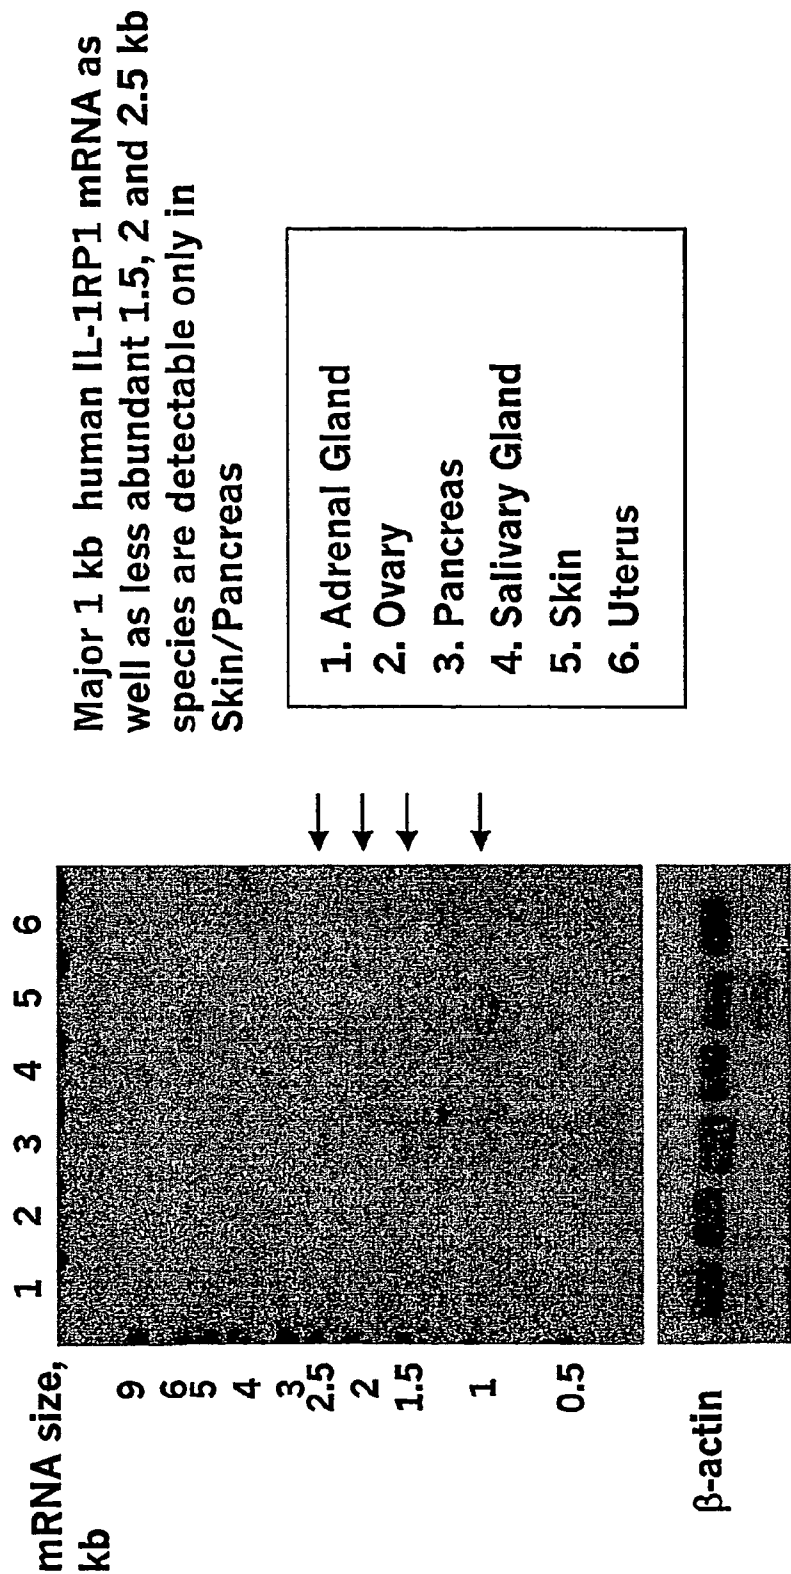 mRNA size,
kb
1 2 3 4 5 6
9
6
5
4
3
2.5
2
1.5
1
0.5
β-actin
Major 1 kb human IL-1RP1 mRNA as
well as less abundant 1.5, 2 and 2.5 kb
species are detectable only in
Skin/Pancreas
1. Adrenal Gland
2. Ovary
3. Pancreas
4. Salivary Gland
5. Skin
6. Uterus